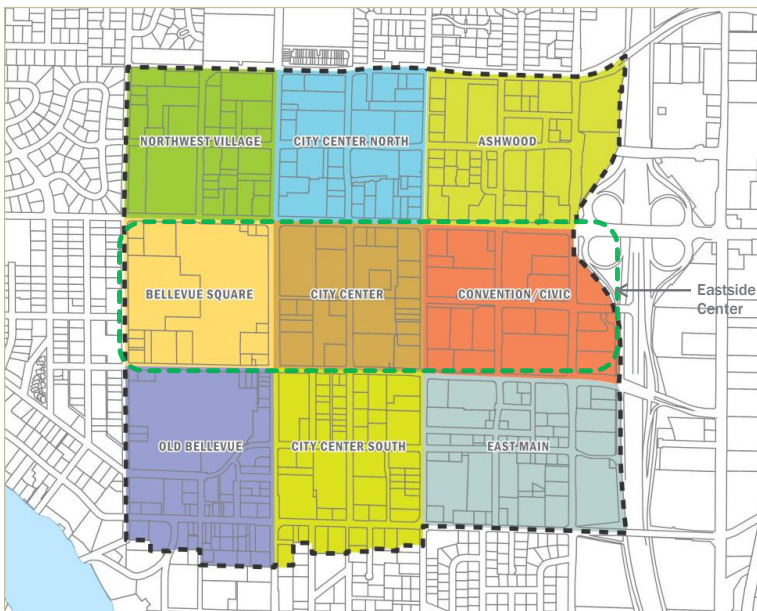 NORTHWEST VILLAGE
CITY CENTER NORTH
ASHWOOD
BELLEVUE SQUARE
CITY CENTER
CONVENTION/CIVIC
Eastside
Center
OLD BELLEVUE
CITY CENTER SOUTH
EAST MAIN